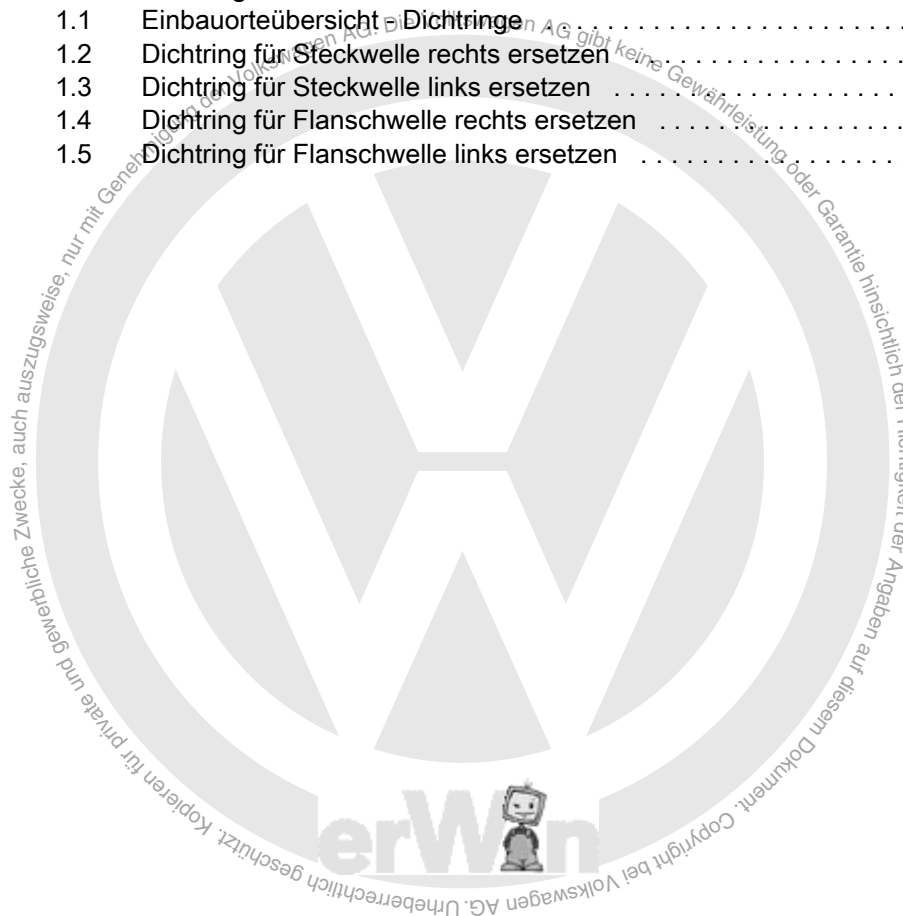 1.1 Einbauorteübersicht - Dichtringe . . . . . . . . . . . . . . . . . . . . . .
1.2 Dichtring für Steckwelle rechts ersetzen . . . . . . . . . . . . . . . . .
1.3 Dichtring für Steckwelle links ersetzen . . . . . . . . . . . . . . . . .
1.4 Dichtring für Flanschwelle rechts ersetzen . . . . . . . . . . . . . . .
1.5 Dichtring für Flanschwelle links ersetzen . . . . . . . . . . . . . . . .
Urheberrechtlich geschützt. Kopieren für private und gewerbliche Zwecke, auch auszugsweise, nur mit Genehmigung der Volkswagen AG. Die Volkswagen AG gibt keine Gewährleistung oder Garantie hinsichtlich der Richtigkeit der Angaben auf diesem Dokument. Copyright bei Volkswagen AG.
erWin